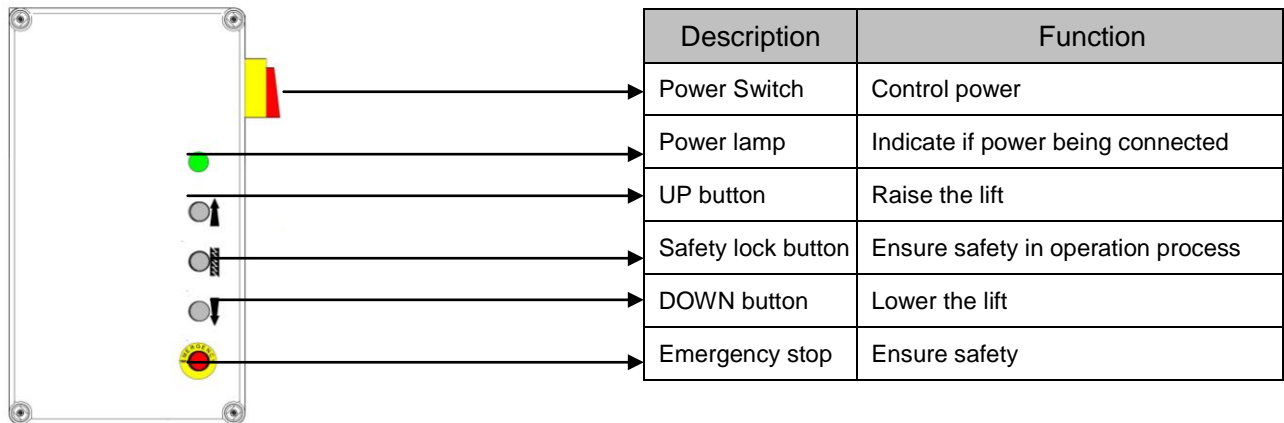 Description Function
Power Switch Control power
Power lamp Indicate if power being connected
UP button Raise the lift
Safety lock button Ensure safety in operation process
DOWN button Lower the lift
Emergency stop Ensure safety